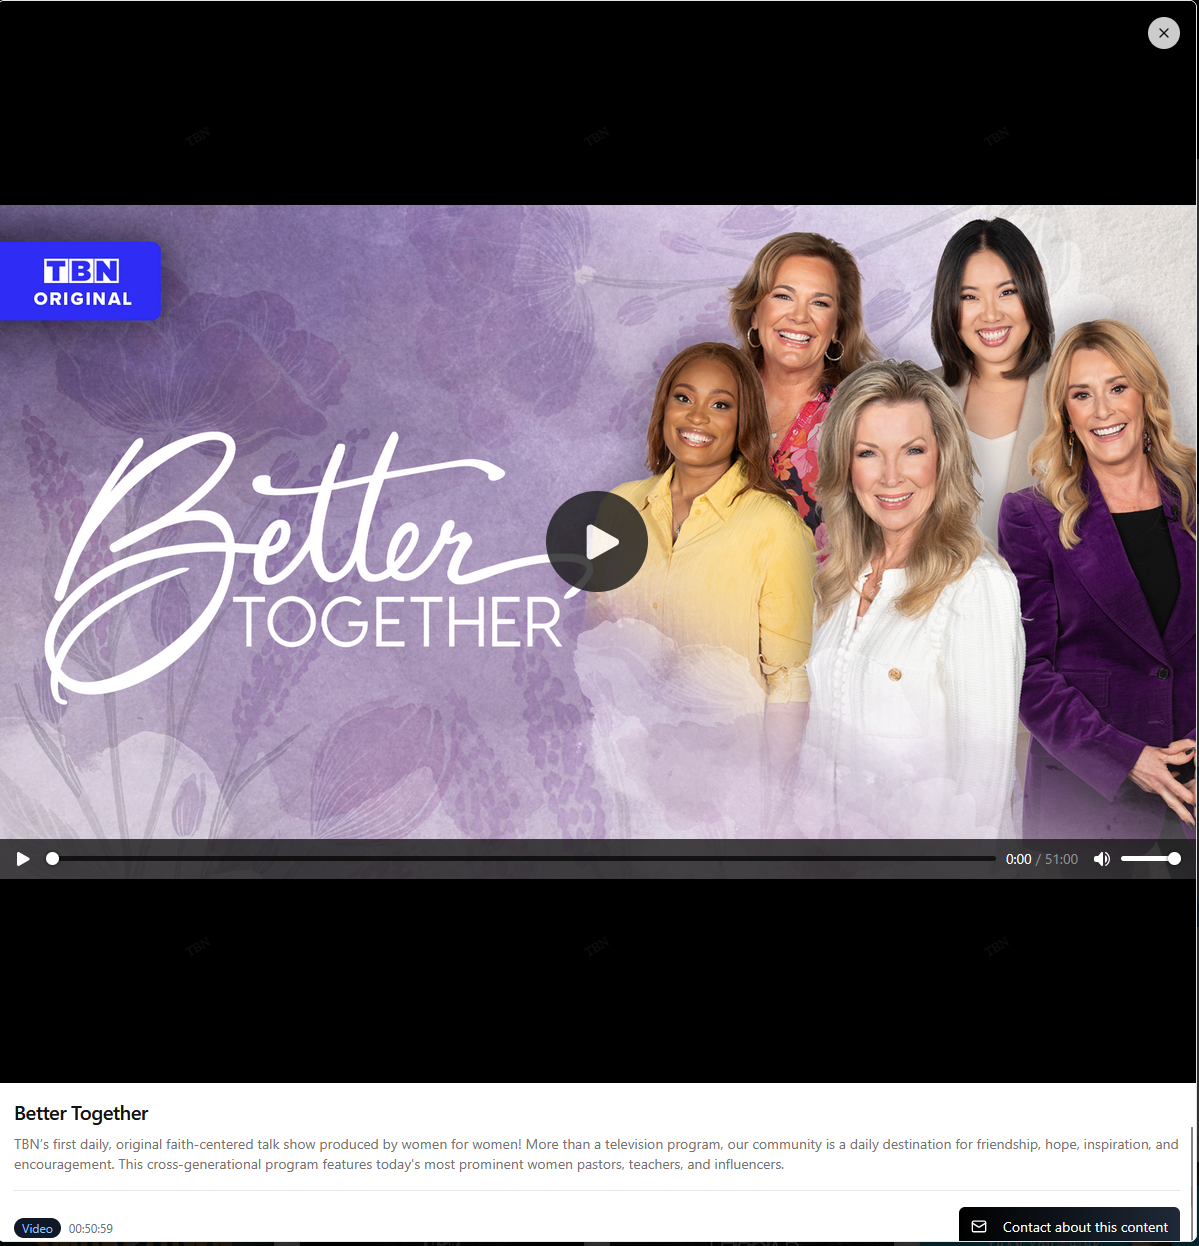 TBN TBN TBN
TBN
ORIGINAL
Better
TOGETHER
0:00 / 51:00
TBN TBN TBN
Better Together
TBN's first daily, original faith-centered talk show produced by women for women! More than a television program, our community is a daily destination for friendship, hope, inspiration, and
encouragement. This cross-generational program features today's most prominent women pastors, teachers, and influencers.
Video 00:50:59
Contact about this content